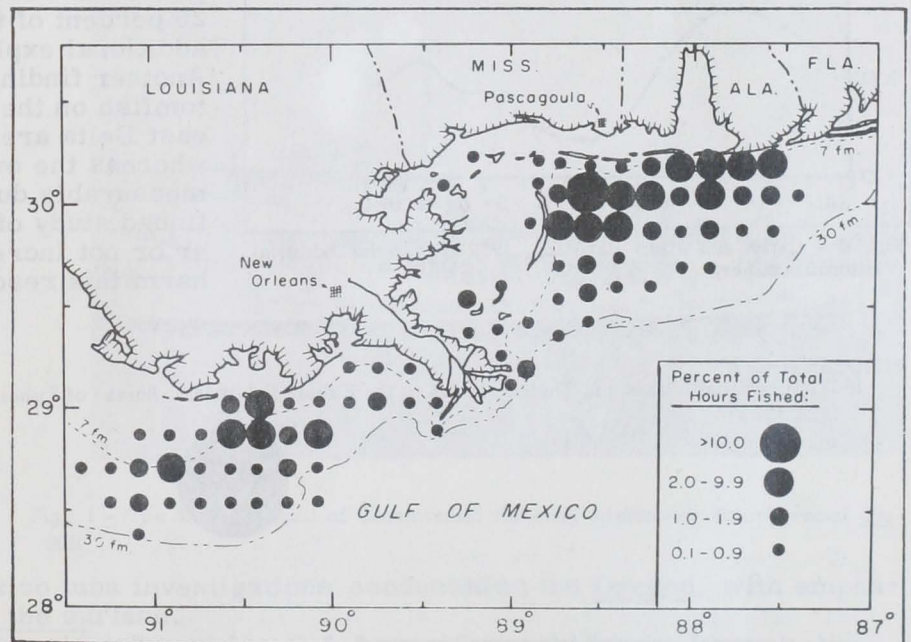 LOUISIANA
MISS.
ALA.
FLA.
Pascagoula
7 fm
30°
30 fm
New
Orleans
29°
7 fm
30 fm
GULF OF MEXICO
Percent of Total
Hours Fished:
>10.0
2.0-9.9
1.0-1.9
0.1-0.9
28°
91
90
89
88
87°